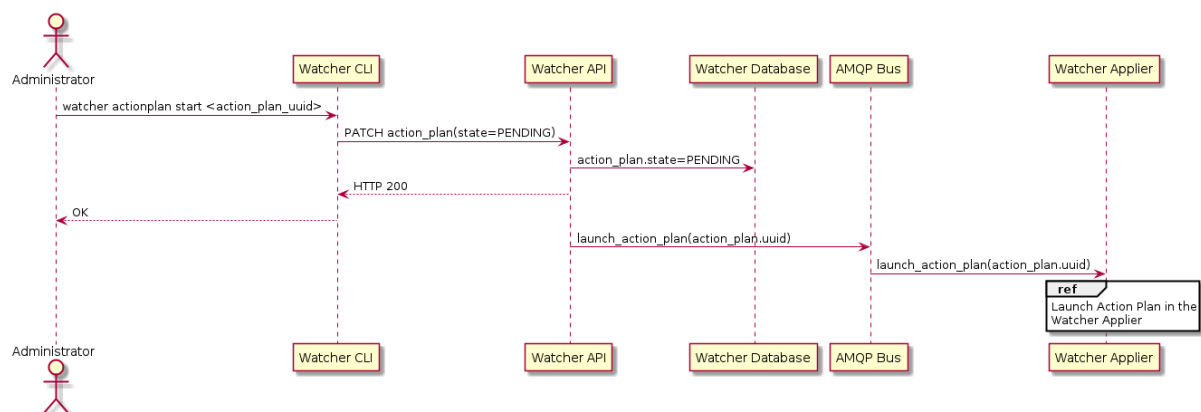 Administrator
Watcher CLI
Watcher API
Watcher Database
AMQP Bus
Watcher Applier
watcher actionplan start <action_plan_uuid>
PATCH action_plan(state=PENDING)
action_plan.state=PENDING
HTTP 200
OK
launch_action_plan(action_plan.uuid)
launch_action_plan(action_plan.uuid)
ref
Launch Action Plan in the
Watcher Applier
Administrator
Watcher CLI
Watcher API
Watcher Database
AMQP Bus
Watcher Applier